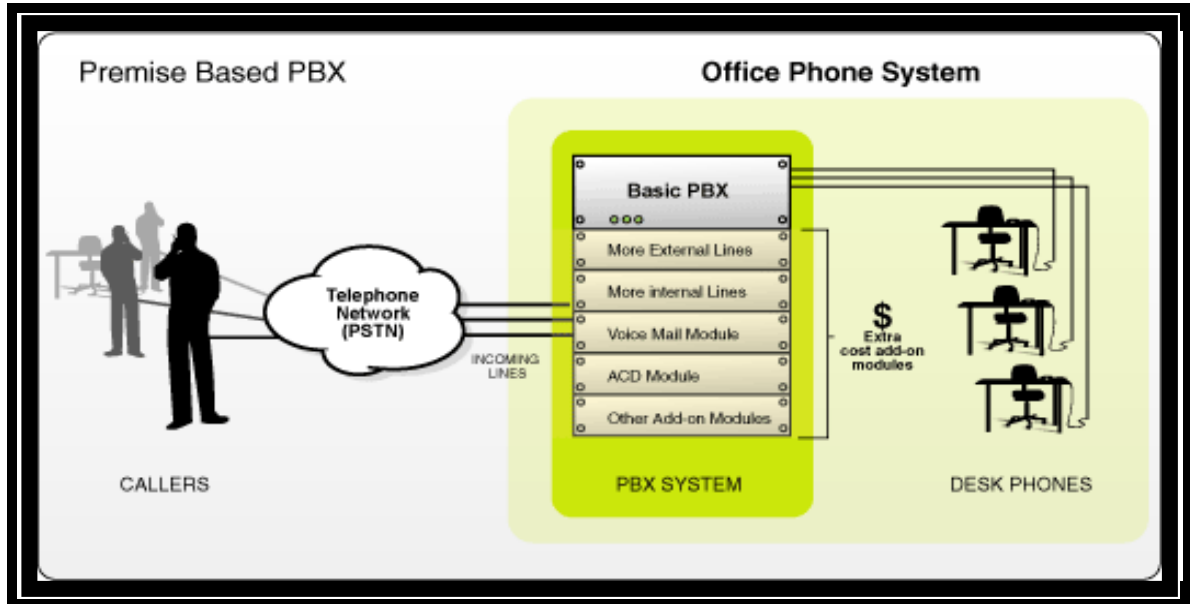 Premise Based PBX
Office Phone System
Basic PBX
More External Lines
More internal Lines
Voice Mail Module
ACD Module
Other Add-on Modules
Telephone
Network
(PSTN)
INCOMING
LINES
$
Extra
cost add-on
modules
CALLERS
PBX SYSTEM
DESK PHONES